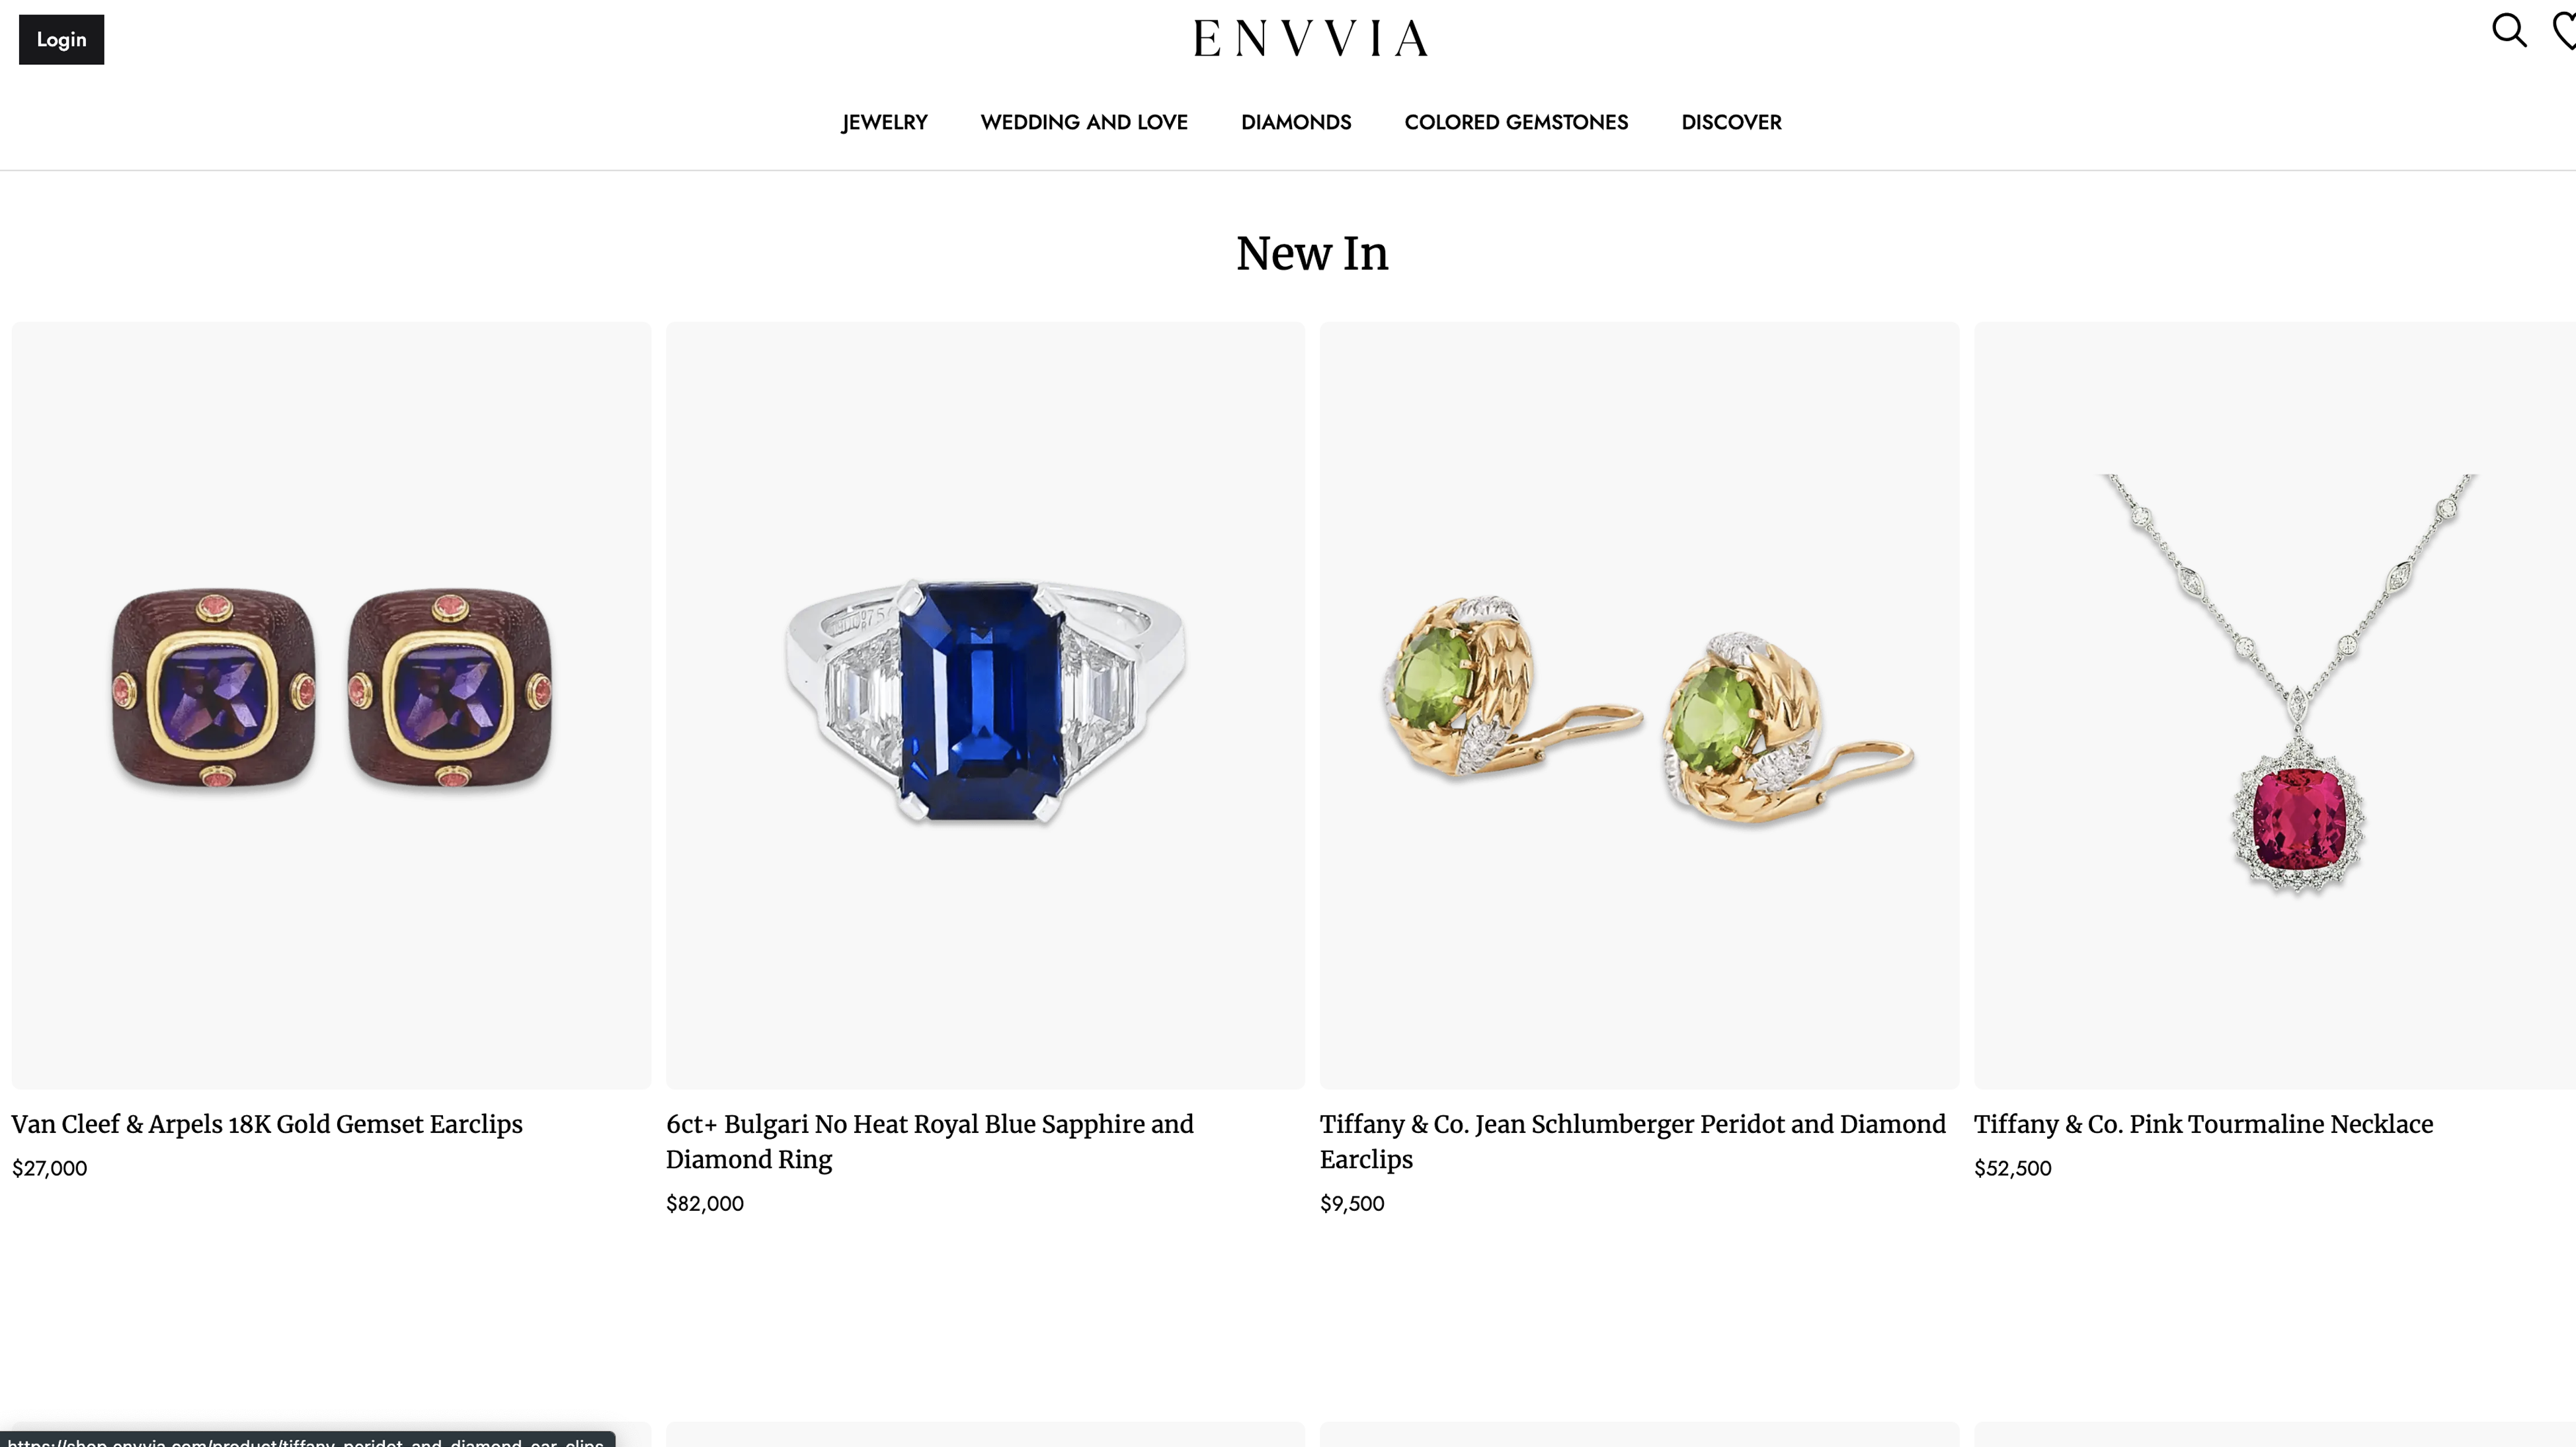 Login
ENVVIA
JEWELRY
WEDDING AND LOVE
DIAMONDS
COLORED GEMSTONES
DISCOVER
New In
Van Cleef & Arpels 18K Gold Gemset Earclips
$27,000
6ct+ Bulgari No Heat Royal Blue Sapphire and
Diamond Ring
$82,000
Tiffany & Co. Jean Schlumberger Peridot and Diamond
Earclips
$9,500
Tiffany & Co. Pink Tourmaline Necklace
$52,500